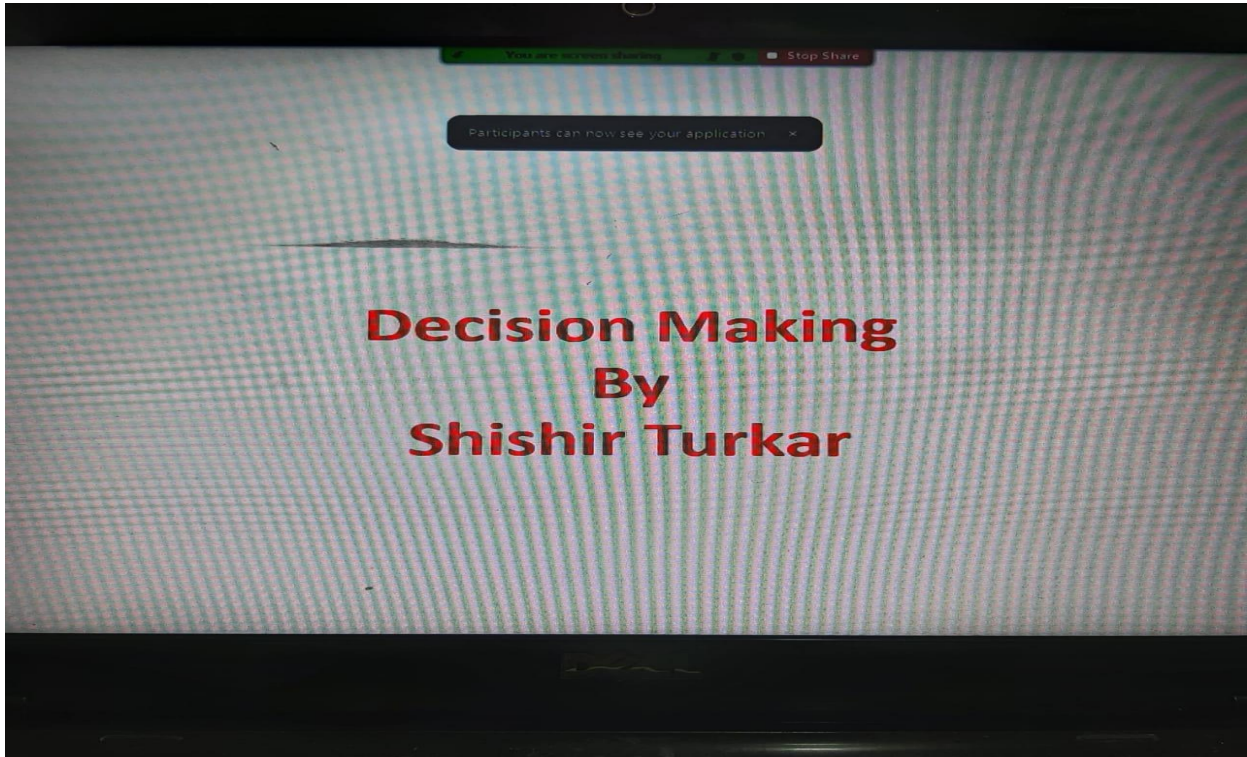 You are screen sharing Stop Share
Participants can now see your application ×
Decision Making
By
Shishir Turkar